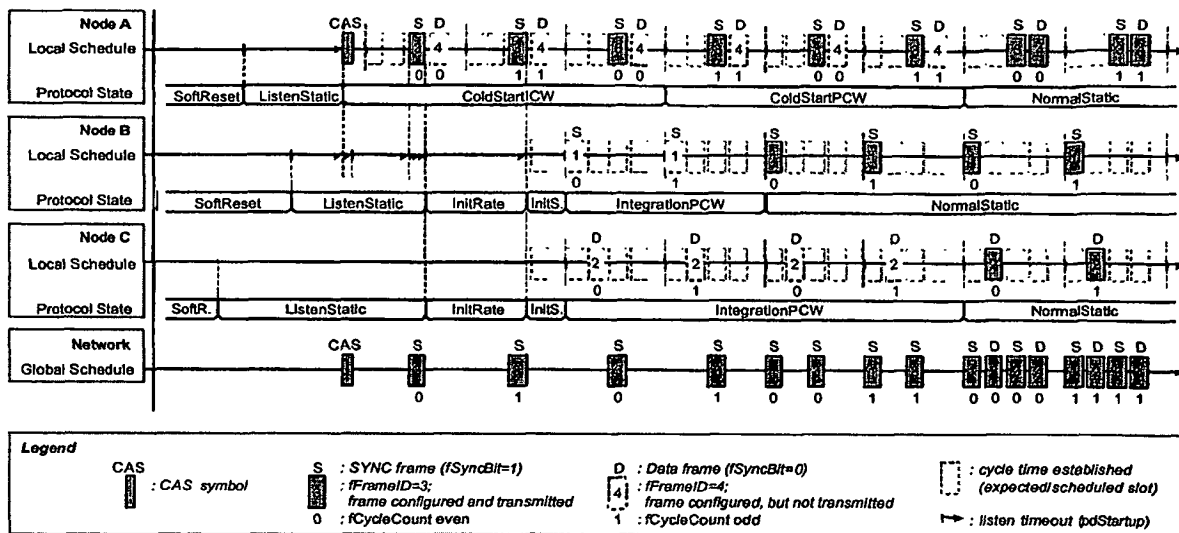 Node A
CAS S D S D S D S D S D S D S D S D
Local Schedule
4 4 4 4 4 4
0 0 1 1 0 0 1 1 0 0 1 1 0 0 1 1
Protocol State
SoftReset ListenStatic ColdStartICW ColdStartPCW NormalStatic
Node B
S S S S S S
Local Schedule
1 1
0 1 0 1 0 1
Protocol State
SoftReset ListenStatic InitRate InitS. IntegrationPCW NormalStatic
Node C
D D D D D D
Local Schedule
2 2 2 2
0 1 0 1 0 1
Protocol State
SoftR. ListenStatic InitRate InitS. IntegrationPCW NormalStatic
Network
CAS S S S S S S S S S D S D S D S D
Global Schedule
0 1 0 1 0 0 1 1 0 0 0 0 1 1 1 1
Legend
CAS
: CAS symbol
S : SYNC frame (fSyncBit=1)
: fFrameID=3;
frame configured and transmitted
0 : fCycleCount even
D : Data frame (fSyncBit=0)
4 : fFrameID=4;
frame configured, but not transmitted
1 : fCycleCount odd
: cycle time established
(expected/scheduled slot)
: listen timeout (pdStartup)